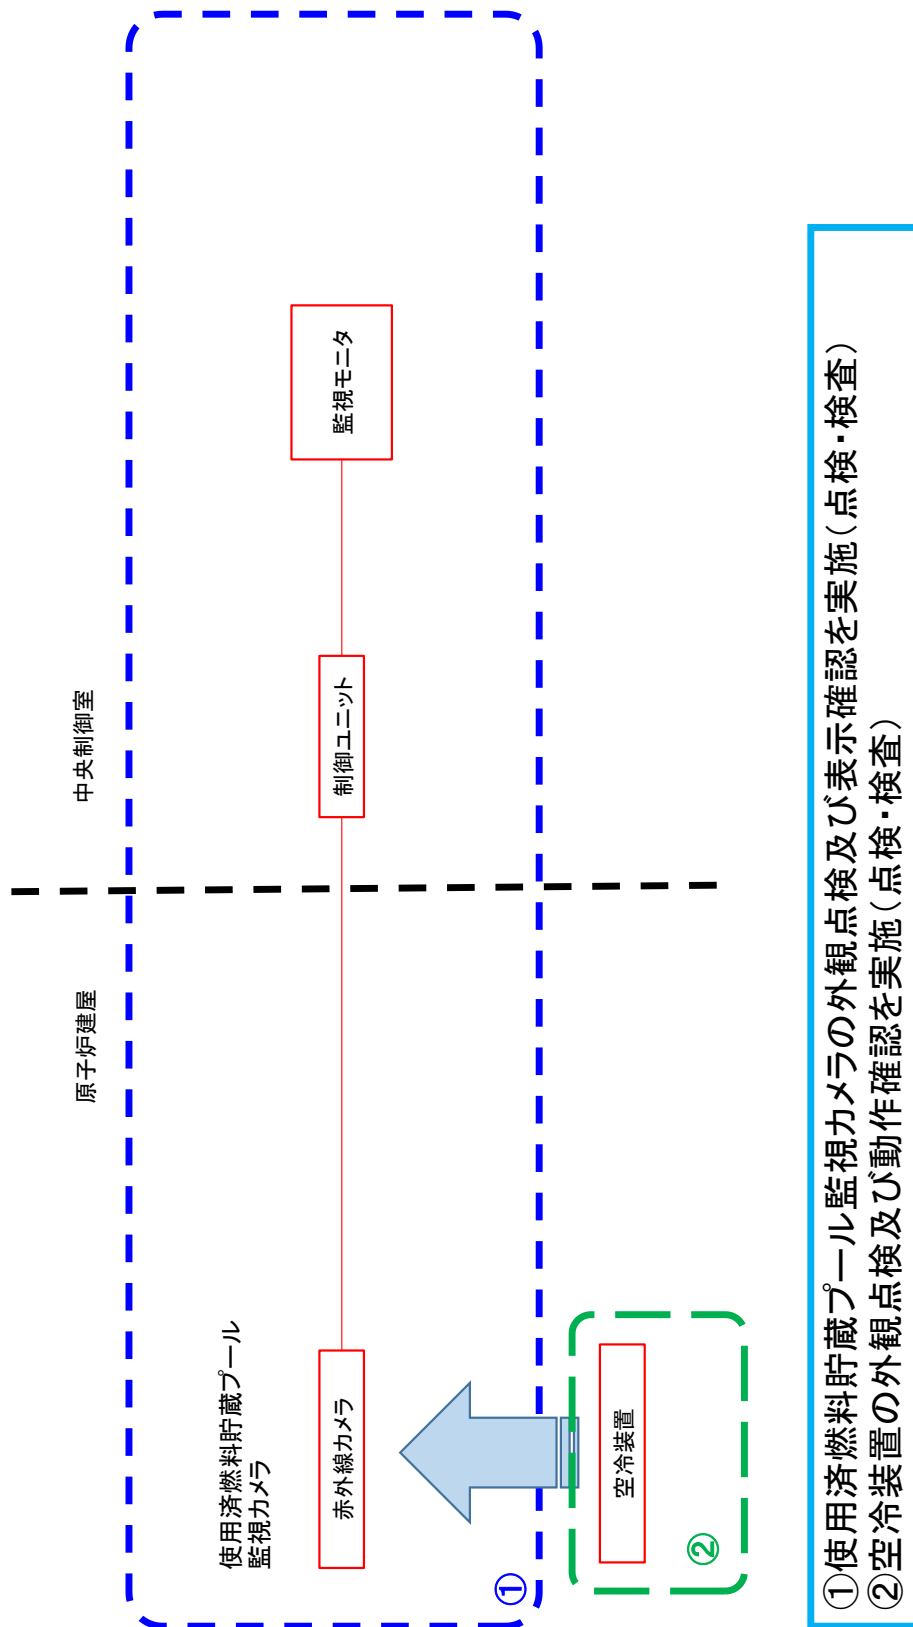 原子炉建屋
中央制御室
使用済燃料貯蔵プール
監視カメラ
赤外線カメラ
制御ユニット
監視モニタ
①
空冷装置
②
①使用済燃料貯蔵プール監視カメラの外観点検及び表示確認を実施(点検・検査)
②空冷装置の外観点検及び動作確認を実施(点検・検査)